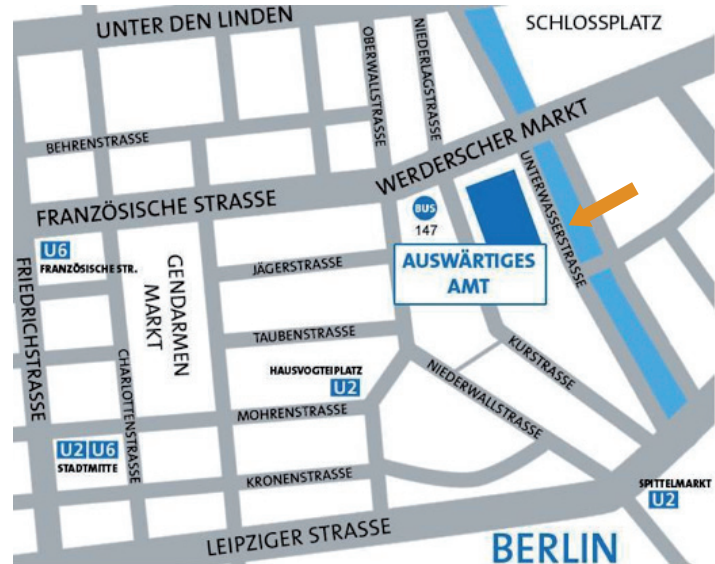 UNTER DEN LINDEN
SCHLOSSPLATZ
OBERWALLSTRASSE
NIEDERLAGSTRASSE
BEHRENSTRASSE
WERDERSCHER MARKT
UNTERWASSERSTRASSE
FRANZÖSISCHE STRASSE
BUS
147
U6
FRANZÖSISCHE STR.
FRIEDRICHSTRASSE
GENDARMEN
MARKT
JÄGERSTRASSE
AUSWÄRTIGES
AMT
TAUBENSTRASSE
CHARLOTTENSTRASSE
HAUSVOGTEIPLATZ
U2
KURSTRASSE
NIEDERWALLSTRASSE
MOHRENSTRASSE
U2 U6
STADTMITTE
KRONENSTRASSE
SPITTELMARKT
U2
LEIPZIGER STRASSE
BERLIN